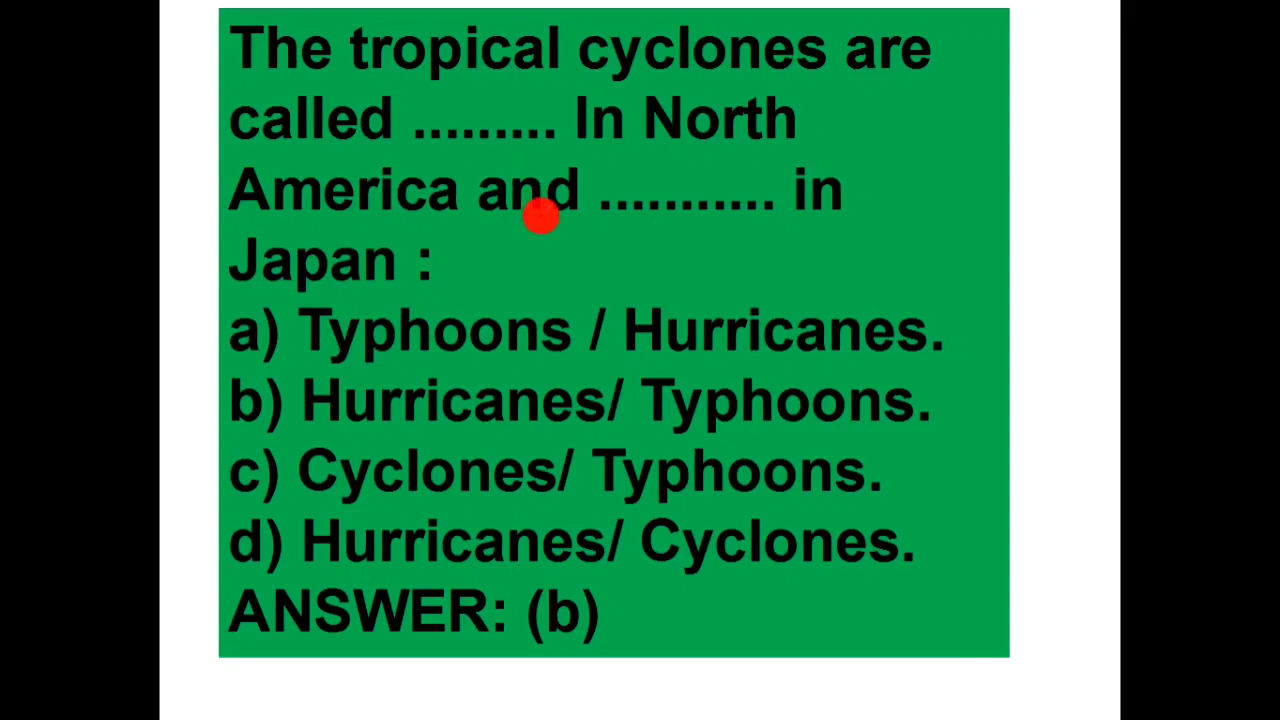 The tropical cyclones are
called ......... In North
America and ........... in
Japan :
a) Typhoons / Hurricanes.
b) Hurricanes/ Typhoons.
c) Cyclones/ Typhoons.
d) Hurricanes/ Cyclones.
ANSWER: (b)